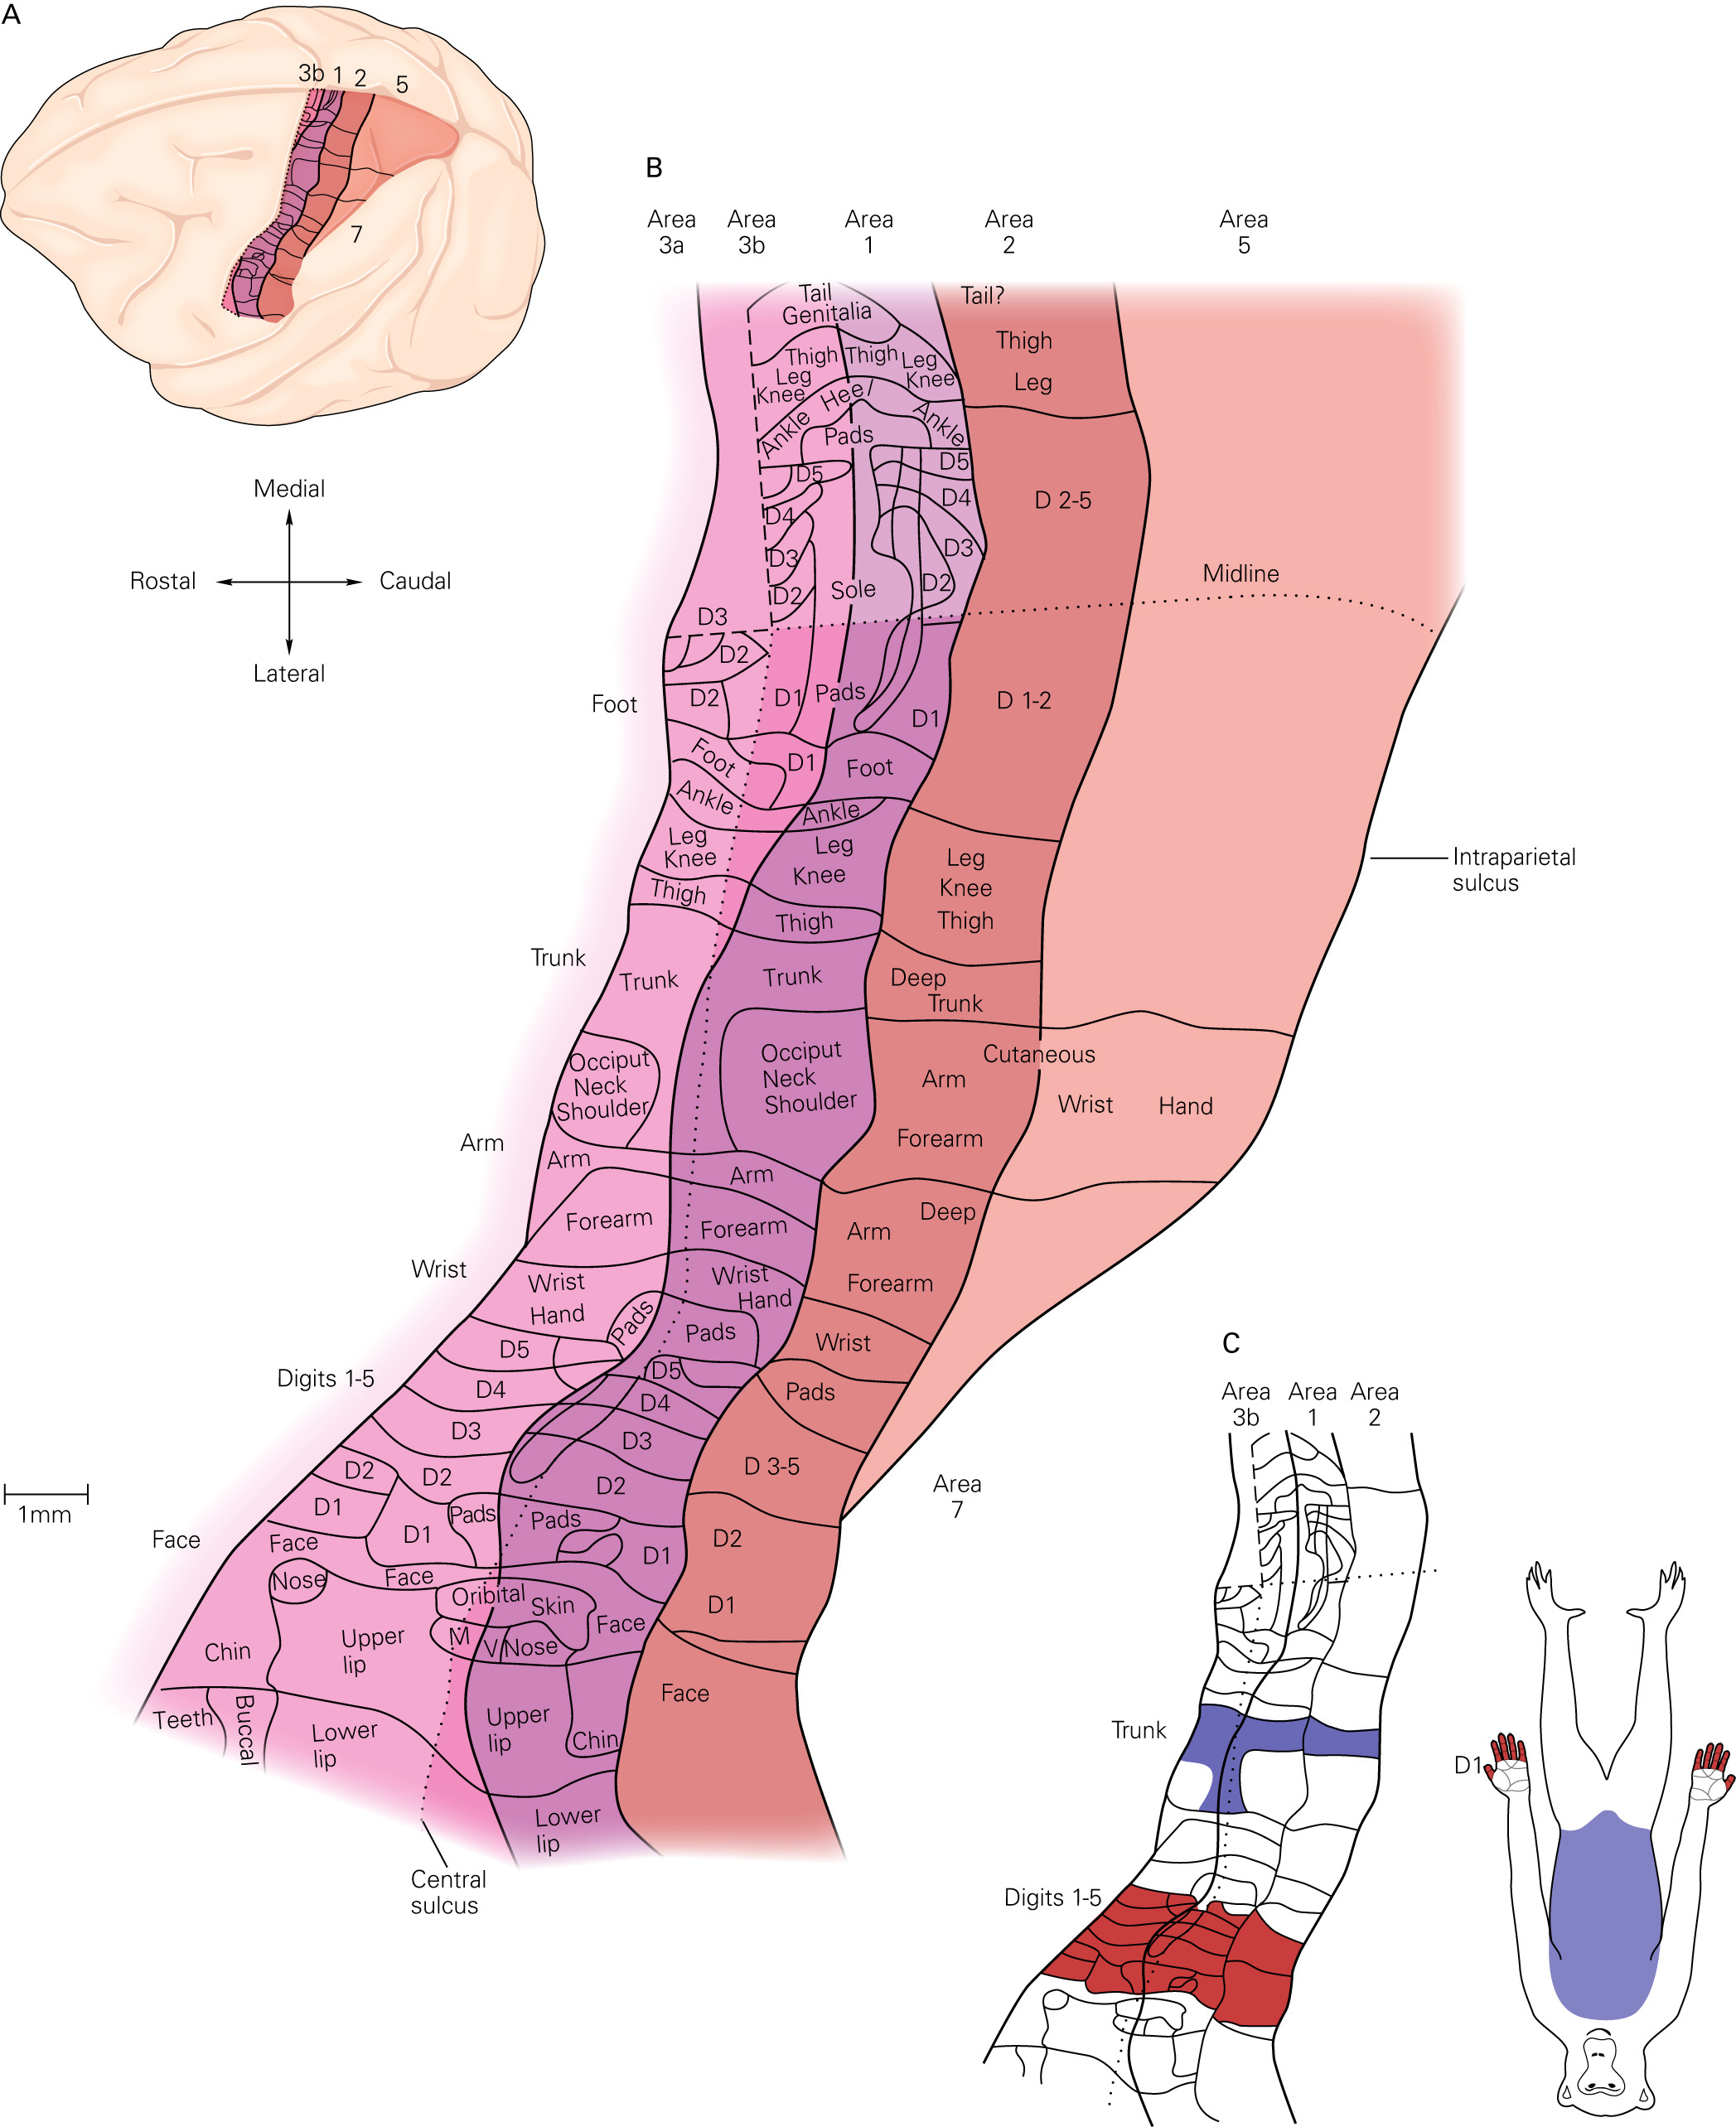 A
3b 1 2 5
7
Medial
Rostal
Caudal
Lateral
B
Area
3a
Area
3b
Area
1
Area
2
Area
5
Tail
Genitalia
Tail?
Thigh
Leg
Knee
Thigh
Leg
Knee
Thigh
Leg
Ankle
Heel
Ankle
Pads
D5
D4
D3
D2
D5
D4
D3
D2
Sole
D 2-5
Midline
D3
D2
D2
D1
Pads
D1
D 1-2
Foot
Foot
D1
Foot
Ankle
Ankle
Leg
Knee
Leg
Knee
Leg
Knee
Thigh
Thigh
Thigh
Intraparietal
sulcus
Trunk
Trunk
Trunk
Deep
Trunk
Occiput
Neck
Shoulder
Occiput
Neck
Shoulder
Cutaneous
Arm
Forearm
Wrist
Hand
Arm
Arm
Arm
Forearm
Forearm
Deep
Arm
Forearm
Wrist
Wrist
Hand
Wrist
Hand
Pads
Pads
Wrist
Digits 1-5
D5
D5
Pads
D4
D4
D3
D3
D 3-5
D2
D2
D2
D1
D1
Pads
Pads
D1
D2
D1
1mm
Area
7
Face
Face
Nose
Face
Oribital
Skin
Face
M
V
Nose
Chin
Upper
lip
Face
Teeth
Buccal
Lower
lip
Upper
lip
Chin
Lower
lip
Central
sulcus
C
Area
3b
Area
1
Area
2
Trunk
D1
Digits 1-5